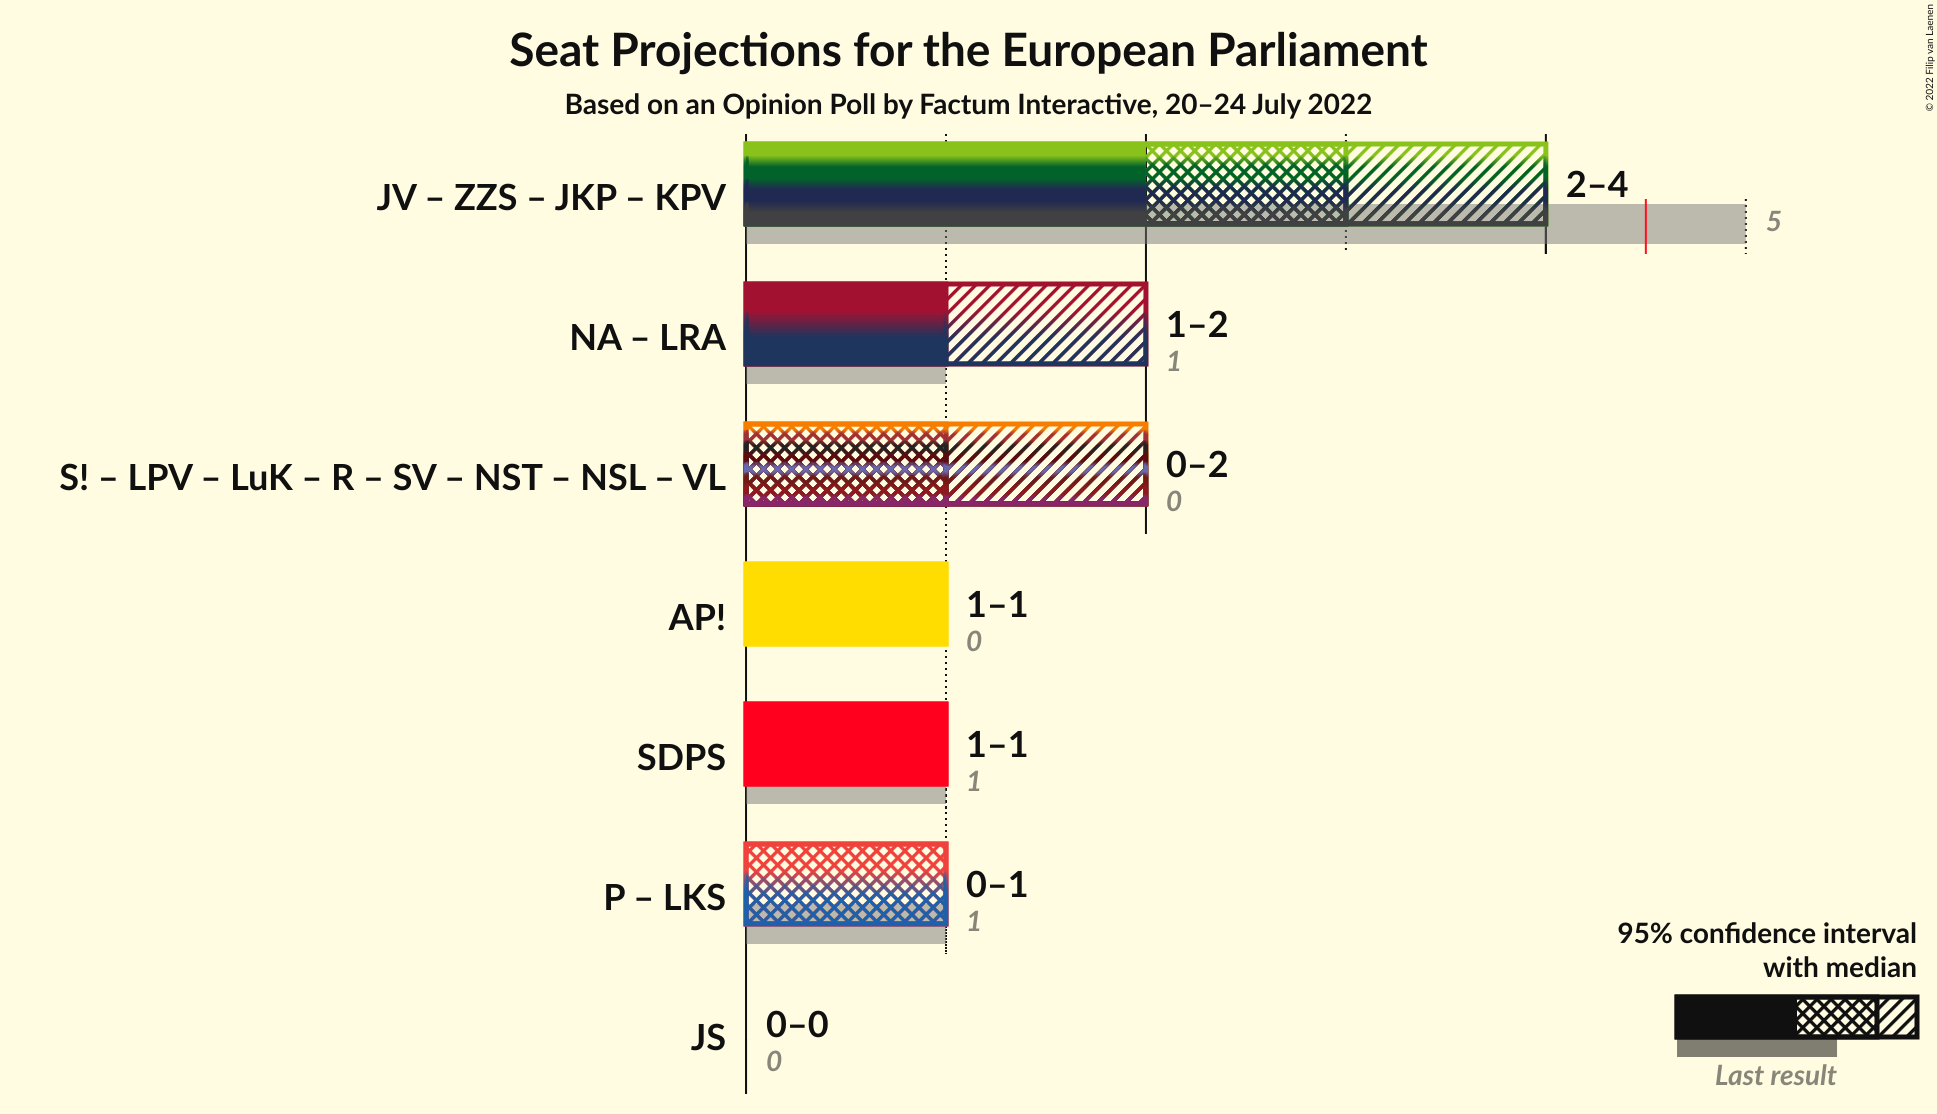 Seat Projections for the European Parliament
Based on an Opinion Poll by Factum Interactive, 20–24 July 2022
© 2022 Filip van Laenen
JV – ZZS – JKP – KPV
2–4
5
NA – LRA
1–2
1
S! – LPV – LuK – R – SV – NST – NSL – VL
0–2
0
AP!
1–1
0
SDPS
1–1
1
P – LKS
0–1
1
JS
0–0
0
95% confidence interval
with median
Last result